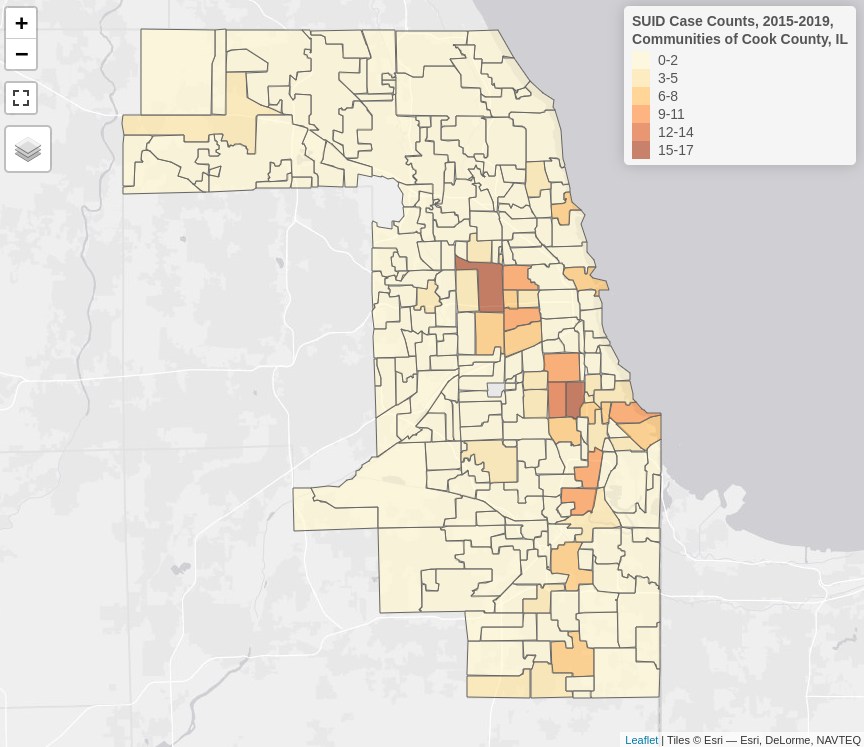 +
−
SUID Case Counts, 2015-2019,
Communities of Cook County, IL
0-2
3-5
6-8
9-11
12-14
15-17
Leaflet | Tiles © Esri — Esri, DeLorme, NAVTEQ